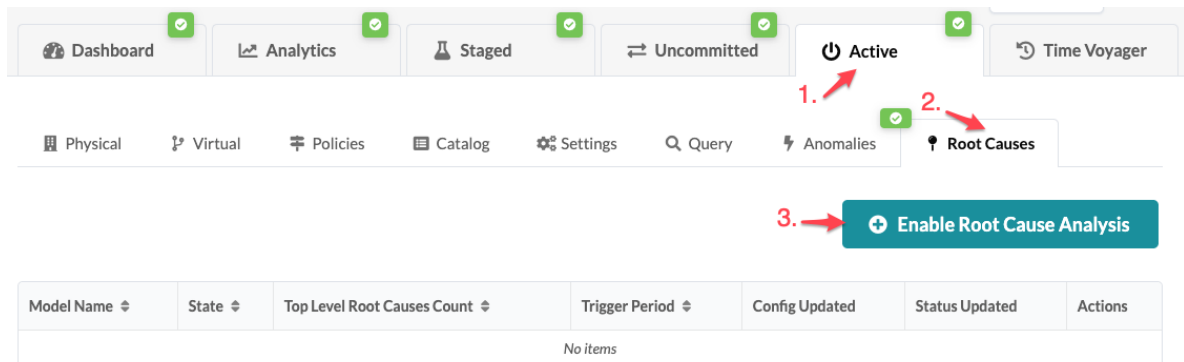 Dashboard Analytics Staged Uncommitted Active Time Voyager
1. 2.
Physical Virtual Policies Catalog Settings Query Anomalies Root Causes
3. Enable Root Cause Analysis
Model Name State Top Level Root Causes Count Trigger Period Config Updated Status Updated Actions
No items